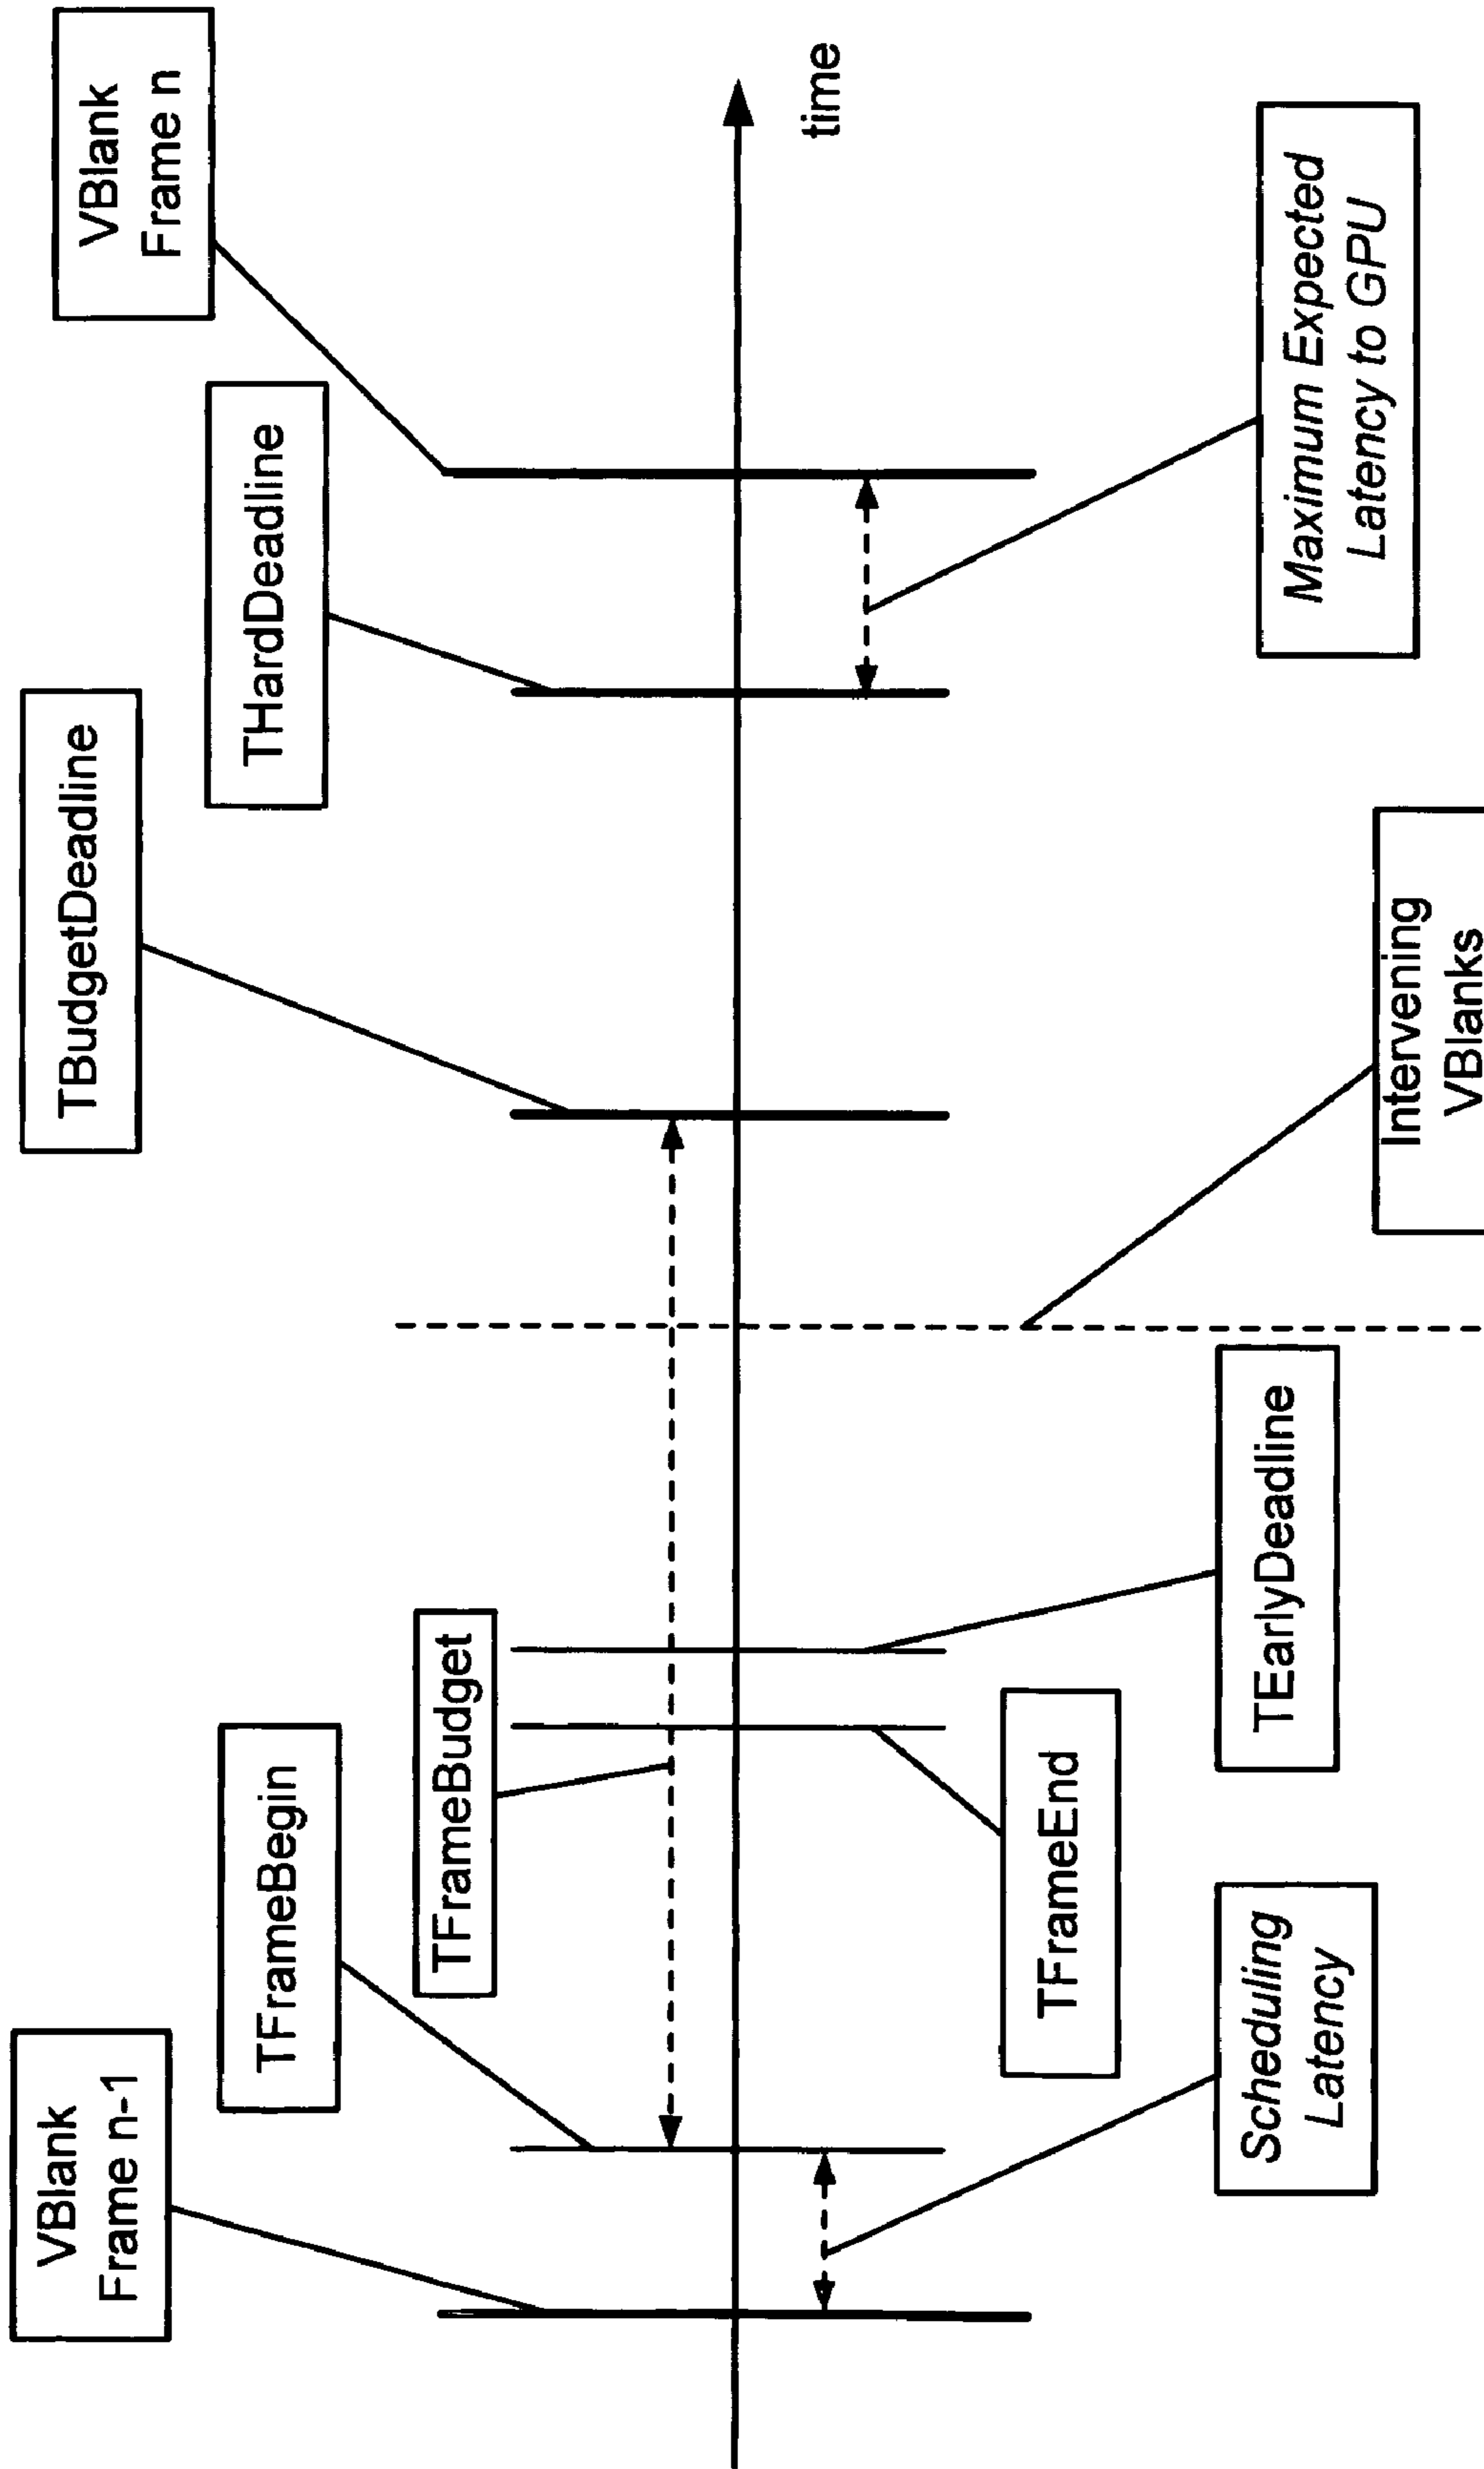 VBlank
Frame n-1
TFrameBegin
TFrameBudget
TBudgetDeadline
THardDeadline
VBlank
Frame n
time
TFrameEnd
Scheduling
Latency
TEarlyDeadline
Intervening
VBlanks
Maximum Expected
Latency to GPU